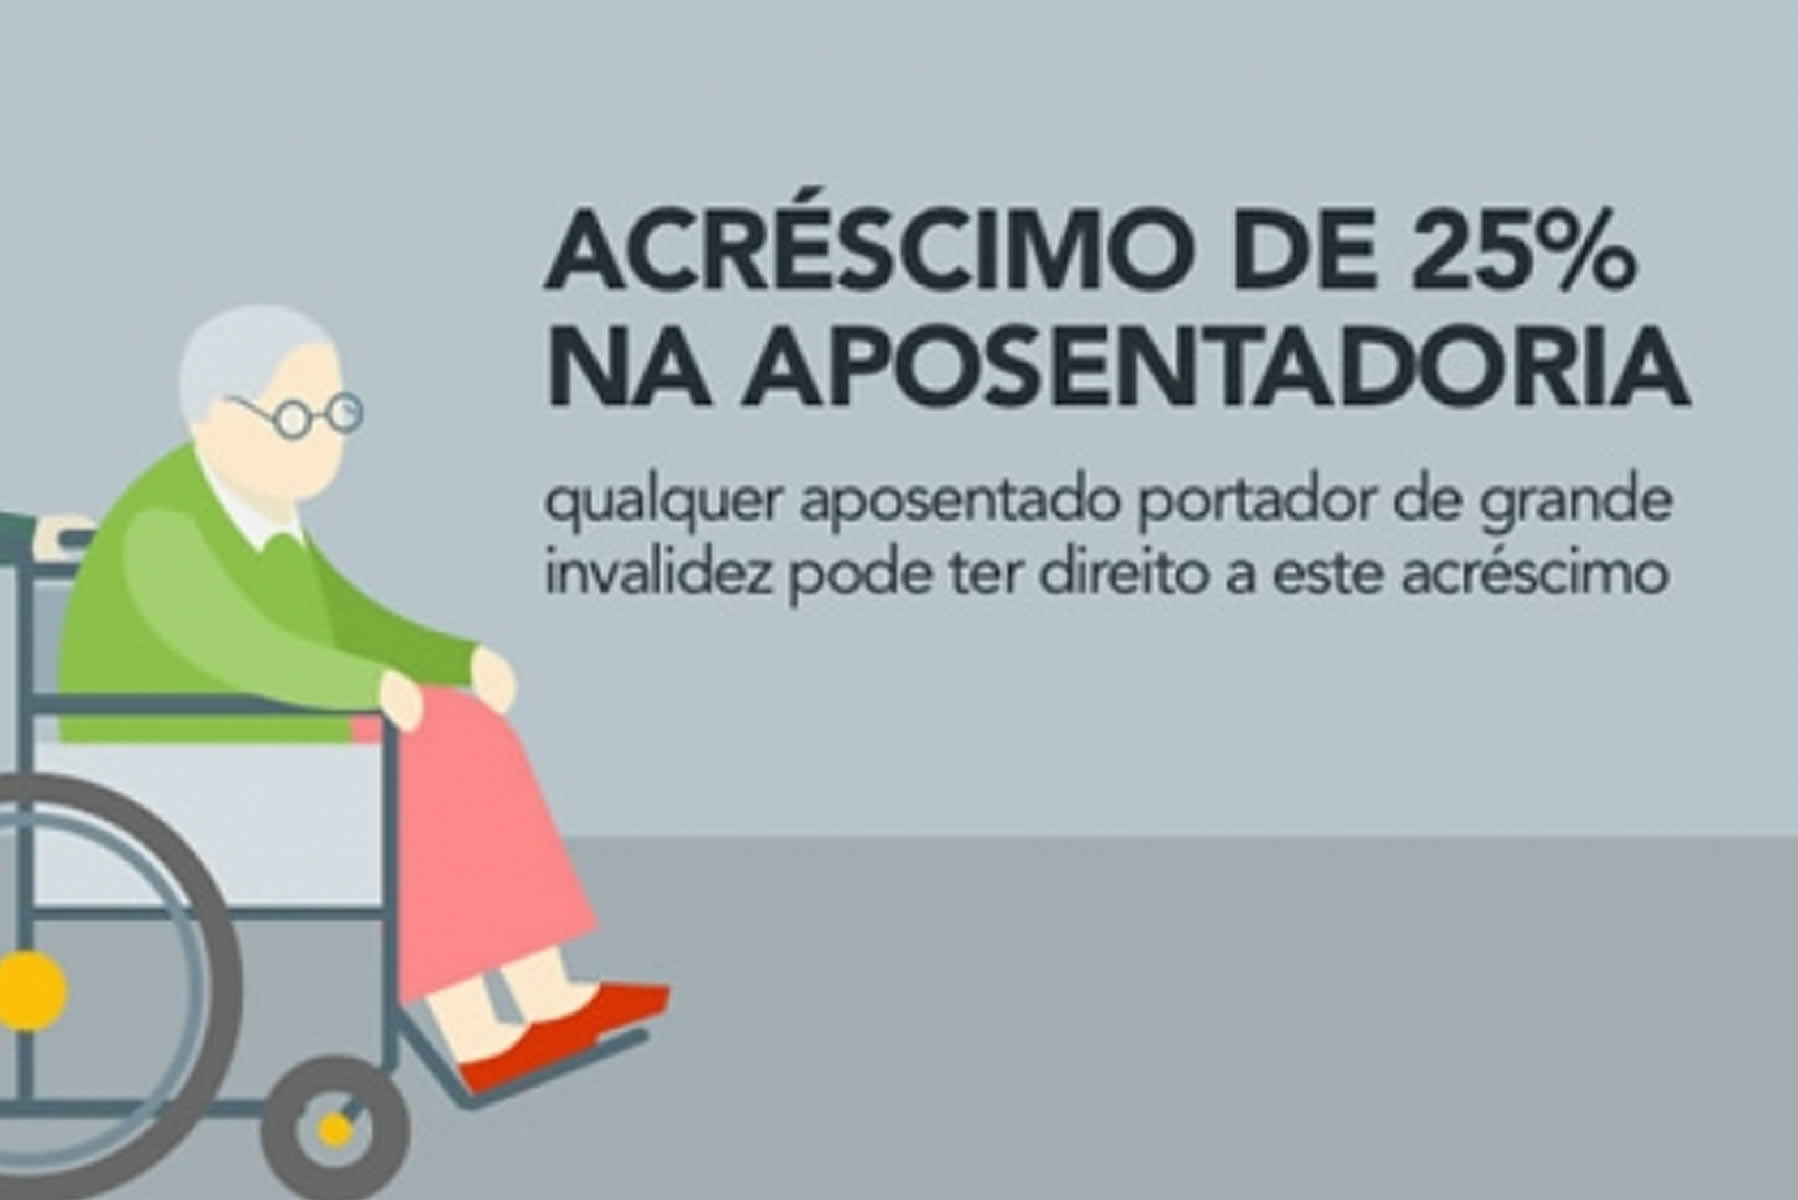 ACRÉSCIMO DE 25%
NA APOSENTADORIA
qualquer aposentado portador de grande
invalidez pode ter direito a este acréscimo